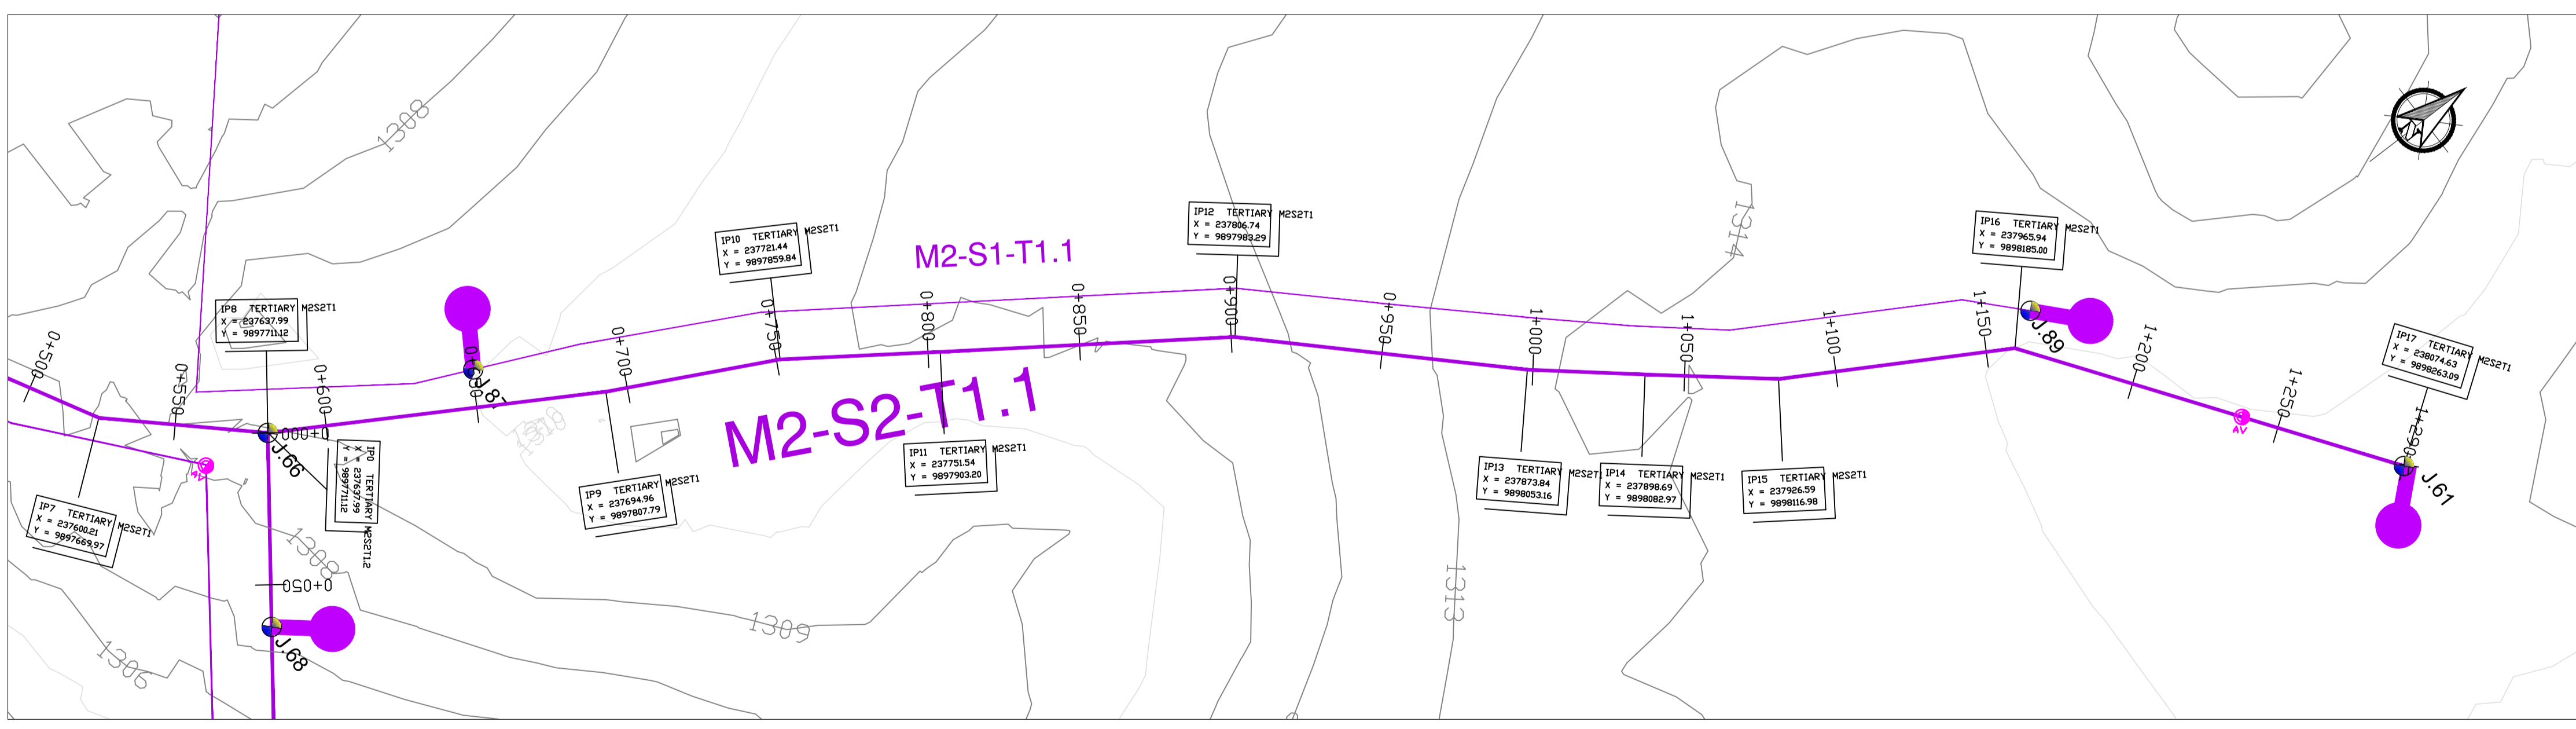 1308
IP10 TERTIARY M2S2T1
X = 237721.44
Y = 9897859.84
M2-S1-T1.1
IP12 TERTIARY M2S2T1
X = 237806.74
Y = 9897983.29
1314
IP16 TERTIARY M2S2T1
X = 237965.94
Y = 9898185.00
N
IP8 TERTIARY M2S2T1
X = 237637.99
Y = 9897711.12
IP17 TERTIARY M2S2T1
X = 238074.63
Y = 9898263.09
0+500
0+550
0+600
0+700
0+750
0+800
0+850
0+900
0+950
1+000
1+050
1+100
1+150
1+200
1+250
J.89
J.87
AV
J.61
J.66
0+000
M2-S2-T1.1
IP0 TERTIARY M2S2T1.2
X = 237637.99
Y = 9897711.12
IP7 TERTIARY M2S2T1
X = 237600.21
Y = 9897669.97
IP9 TERTIARY M2S2T1
X = 237694.96
Y = 9897807.79
IP11 TERTIARY M2S2T1
X = 237751.54
Y = 9897903.20
IP13 TERTIARY M2S2T1
X = 237873.84
Y = 9898053.16
IP14 TERTIARY M2S2T1
X = 237898.69
Y = 9898082.97
IP15 TERTIARY M2S2T1
X = 237926.59
Y = 9898116.98
0+050
J.68
1309
1313